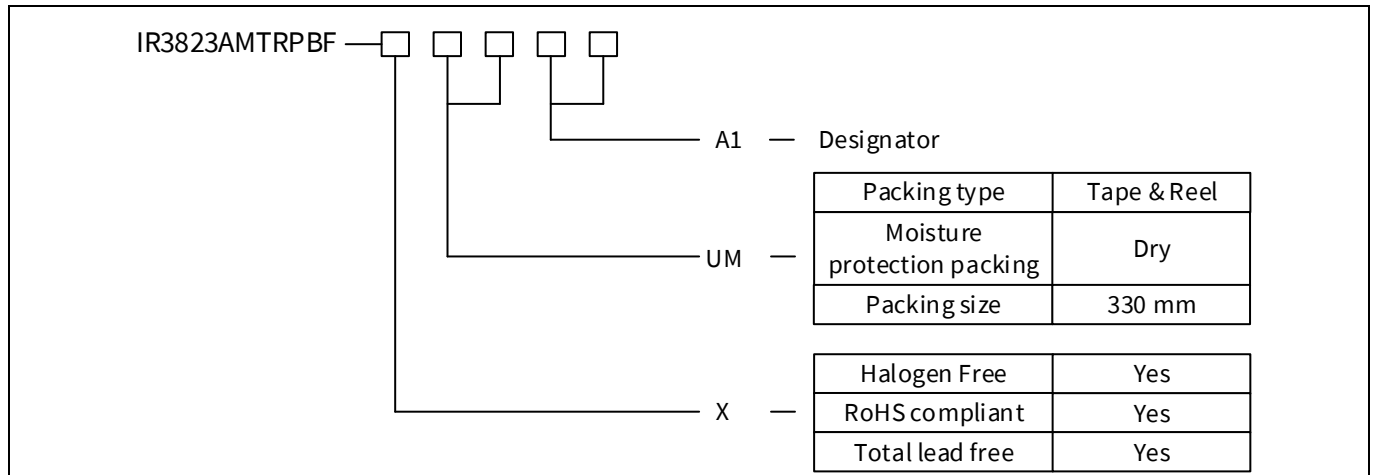 IR3823AMTRPBF
A1 — Designator
Packing type Tape & Reel
Moisture
protection packing Dry
UM —
Packing size 330 mm
Halogen Free Yes
X — RoHS compliant Yes
Total lead free Yes